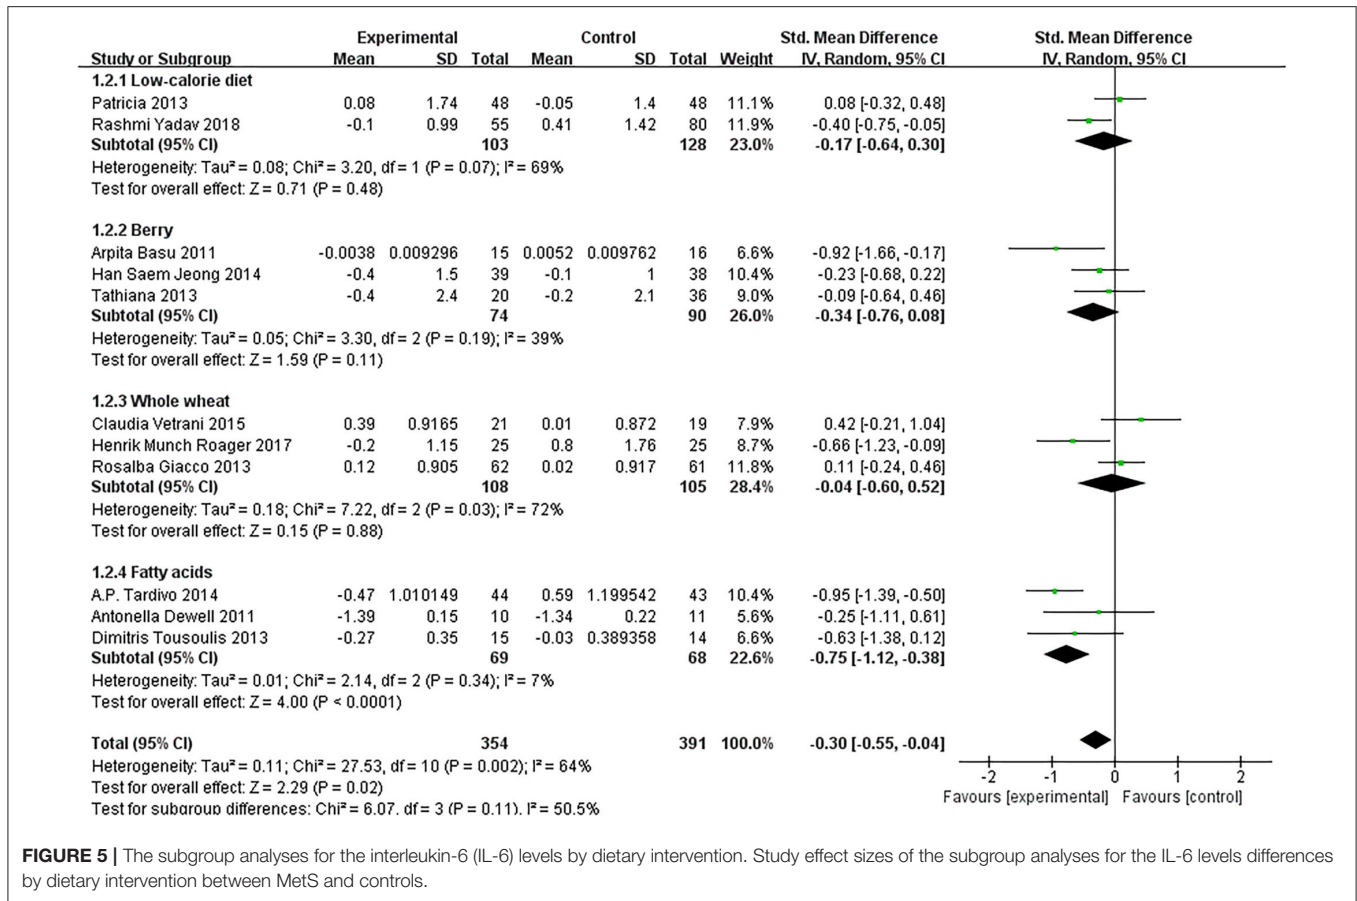 Experimental Control Std. Mean Difference Std. Mean Difference
Study or Subgroup Mean SD Total Mean SD Total Weight IV, Random, 95% CI IV, Random, 95% CI
1.2.1 Low-calorie diet
Patricia 2013 0.08 1.74 48 -0.05 1.4 48 11.1% 0.08 [-0.32, 0.48]
Rashmi Yadav 2018 -0.1 0.99 55 0.41 1.42 80 11.9% -0.40 [-0.75, -0.05]
Subtotal (95% CI) 103 128 23.0% -0.17 [-0.64, 0.30]
Heterogeneity: Tau² = 0.08; Chi² = 3.20, df = 1 (P = 0.07); I² = 69%
Test for overall effect: Z = 0.71 (P = 0.48)
1.2.2 Berry
Arpita Basu 2011 -0.0038 0.009296 15 0.0052 0.009762 16 6.6% -0.92 [-1.66, -0.17]
Han Saem Jeong 2014 -0.4 1.5 39 -0.1 1 38 10.4% -0.23 [-0.68, 0.22]
Tathiana 2013 -0.4 2.4 20 -0.2 2.1 36 9.0% -0.09 [-0.64, 0.46]
Subtotal (95% CI) 74 90 26.0% -0.34 [-0.76, 0.08]
Heterogeneity: Tau² = 0.05; Chi² = 3.30, df = 2 (P = 0.19); I² = 39%
Test for overall effect: Z = 1.59 (P = 0.11)
1.2.3 Whole wheat
Claudia Vetrani 2015 0.39 0.9165 21 0.01 0.872 19 7.9% 0.42 [-0.21, 1.04]
Henrik Munch Roager 2017 -0.2 1.15 25 0.8 1.76 25 8.7% -0.66 [-1.23, -0.09]
Rosalba Giacco 2013 0.12 0.905 62 0.02 0.917 61 11.8% 0.11 [-0.24, 0.46]
Subtotal (95% CI) 108 105 28.4% -0.04 [-0.60, 0.52]
Heterogeneity: Tau² = 0.18; Chi² = 7.22, df = 2 (P = 0.03); I² = 72%
Test for overall effect: Z = 0.15 (P = 0.88)
1.2.4 Fatty acids
A.P. Tardivo 2014 -0.47 1.010149 44 0.59 1.199542 43 10.4% -0.95 [-1.39, -0.50]
Antonella Dewell 2011 -1.39 0.15 10 -1.34 0.22 11 5.6% -0.25 [-1.11, 0.61]
Dimitris Tousoulis 2013 -0.27 0.35 15 -0.03 0.389358 14 6.6% -0.63 [-1.38, 0.12]
Subtotal (95% CI) 69 68 22.6% -0.75 [-1.12, -0.38]
Heterogeneity: Tau² = 0.01; Chi² = 2.14, df = 2 (P = 0.34); I² = 7%
Test for overall effect: Z = 4.00 (P < 0.0001)
Total (95% CI) 354 391 100.0% -0.30 [-0.55, -0.04]
Heterogeneity: Tau² = 0.11; Chi² = 27.53, df = 10 (P = 0.002); I² = 64%
Test for overall effect: Z = 2.29 (P = 0.02)
Test for subgroup differences: Chi² = 6.07, df = 3 (P = 0.11), I² = 50.5%
-2 -1 0 1 2
Favours [experimental] Favours [control]
FIGURE 5 | The subgroup analyses for the interleukin-6 (IL-6) levels by dietary intervention. Study effect sizes of the subgroup analyses for the IL-6 levels differences
by dietary intervention between MetS and controls.